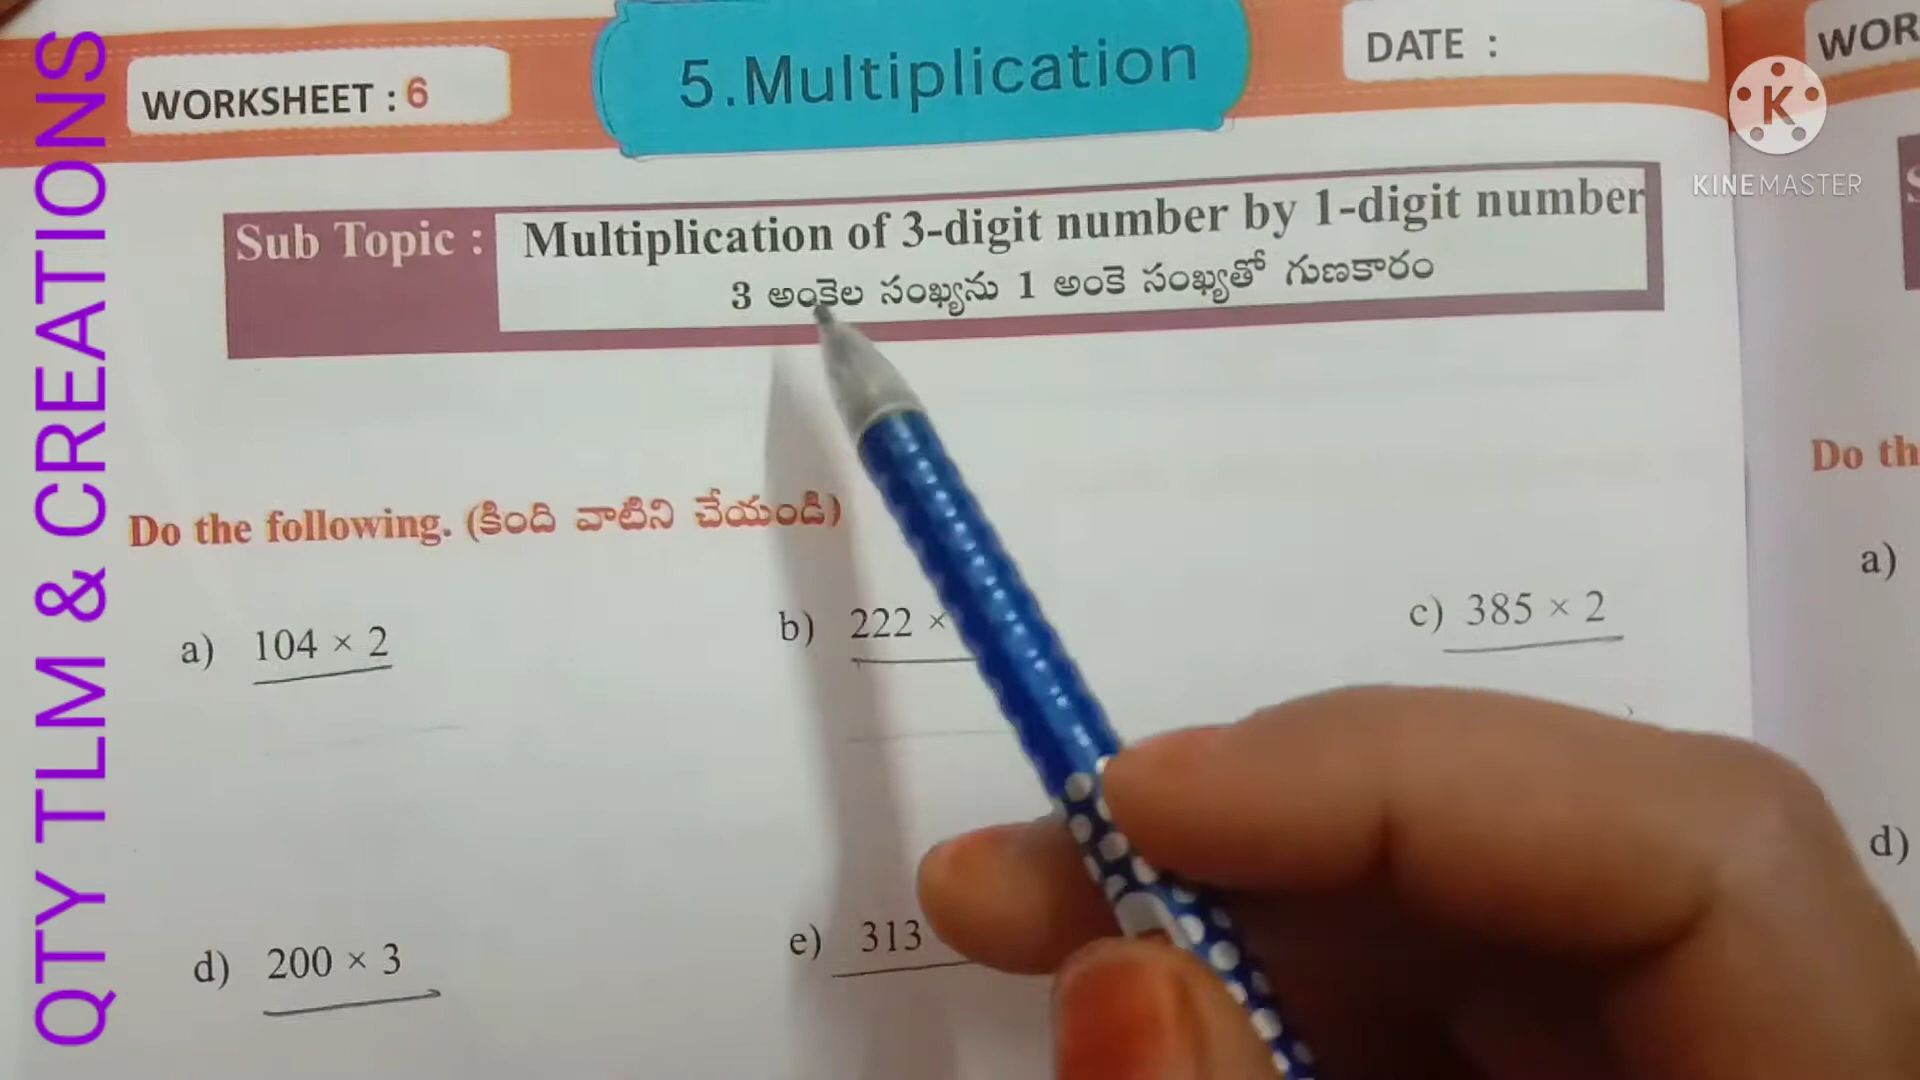 QTY TLM & CREATIONS
WORKSHEET : 6
5.Multiplication
DATE :
WOR
KINEMASTER
Sub Topic : Multiplication of 3-digit number by 1-digit number
3 అంకెల సంఖ్యను 1 అంకె సంఖ్యతో గుణకారం
Do the following. (కింది వాటిని చేయండి)
Do th
a) 104 × 2
b) 222 ×
c) 385 × 2
a)
d) 200 × 3
e) 313
d)